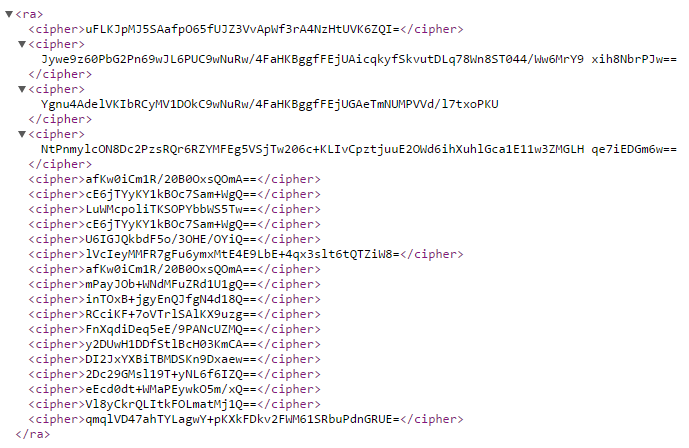 ▼<ra>
<cipher>uFLKJpMJ5SAafpO65fUJZ3VvApWf3rA4NzHtUVK6ZQI=</cipher>
▼<cipher>
Jywe9z60PbG2Pn69wJL6PUC9wNuRw/4FaHKBggfFEjUAicqkyfSkvutDLq78Wn8ST044/Ww6MrY9 xih8NbrPJw==
</cipher>
▼<cipher>
Ygnu4AdelVKIbRCyMV1DOkC9wNuRw/4FaHKBggfFEjUGAeTmNUMPVVd/l7txoPKU
</cipher>
▼<cipher>
NtPnmylcON8Dc2PzsRQr6RZYMFEg5VSjTw206c+KLIvCpztjuuE2OWd6ihXuhlGca1E11w3ZMGLH qe7iEDGm6w==
</cipher>
<cipher>afKw0iCm1R/20B0OxsQOmA==</cipher>
<cipher>cE6jTYyKY1kBOc7Sam+WgQ==</cipher>
<cipher>LuWMcpoliTKSOPYbbWS5Tw==</cipher>
<cipher>cE6jTYyKY1kBOc7Sam+WgQ==</cipher>
<cipher>U6IGJQkbdF5o/3OHE/OYiQ==</cipher>
<cipher>lVcIeyMMFR7gFu6ymxMtE4E9LbE+4qx3slt6tQTZiW8=</cipher>
<cipher>afKw0iCm1R/20B0OxsQOmA==</cipher>
<cipher>mPayJOb+WNdMFuZRd1U1gQ==</cipher>
<cipher>inTOxB+jgyEnQJfgN4d18Q==</cipher>
<cipher>RCciKF+7oVTrlSAlKX9uzg==</cipher>
<cipher>FnXqdiDeq5eE/9PANcUZMQ==</cipher>
<cipher>y2DUwH1DDfStlBcH03KmCA==</cipher>
<cipher>DI2JxYXBiTBMDSKn9Dxaew==</cipher>
<cipher>2Dc29GMsl19T+yNL6f6IZQ==</cipher>
<cipher>eEcd0dt+WMaPEywkO5m/xQ==</cipher>
<cipher>Vl8yCkrQLItkFOLmatMj1Q==</cipher>
<cipher>qmqlVD47ahTYLagwY+pKXkFDkv2FWM61SRbuPdnGRUE=</cipher>
</ra>